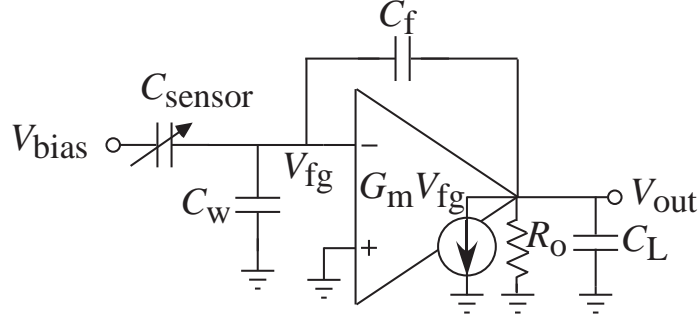 C_f
C_sensor
V_bias
V_fg
−
C_w
G_m V_fg
V_out
+
R_o
C_L